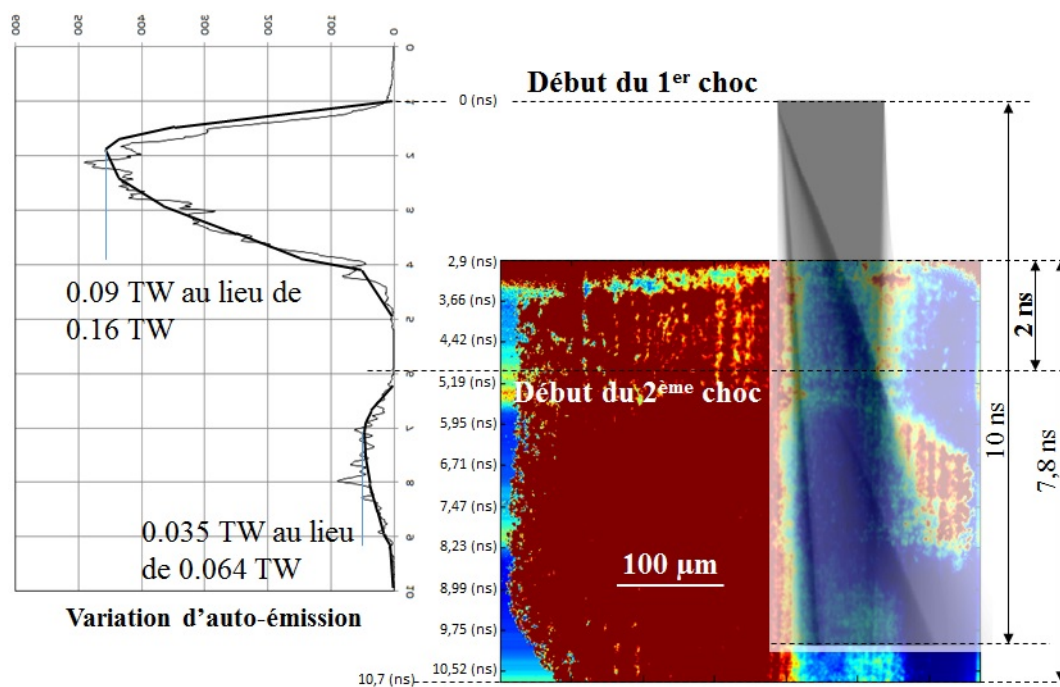 500
400
300
200
100
0
0
1
2
3
4
5
6
7
8
9
10
0.09 TW au lieu de
0.16 TW
0.035 TW au lieu
de 0.064 TW
Variation d'auto-émission
Début du 1er choc
0 (ns)
2,9 (ns)
3,66 (ns)
4,42 (ns)
5,19 (ns)
5,95 (ns)
6,71 (ns)
7,47 (ns)
8,23 (ns)
8,99 (ns)
9,75 (ns)
10,52 (ns)
10,7 (ns)
Début du 2ème choc
100 µm
2 ns
10 ns
7,8 ns